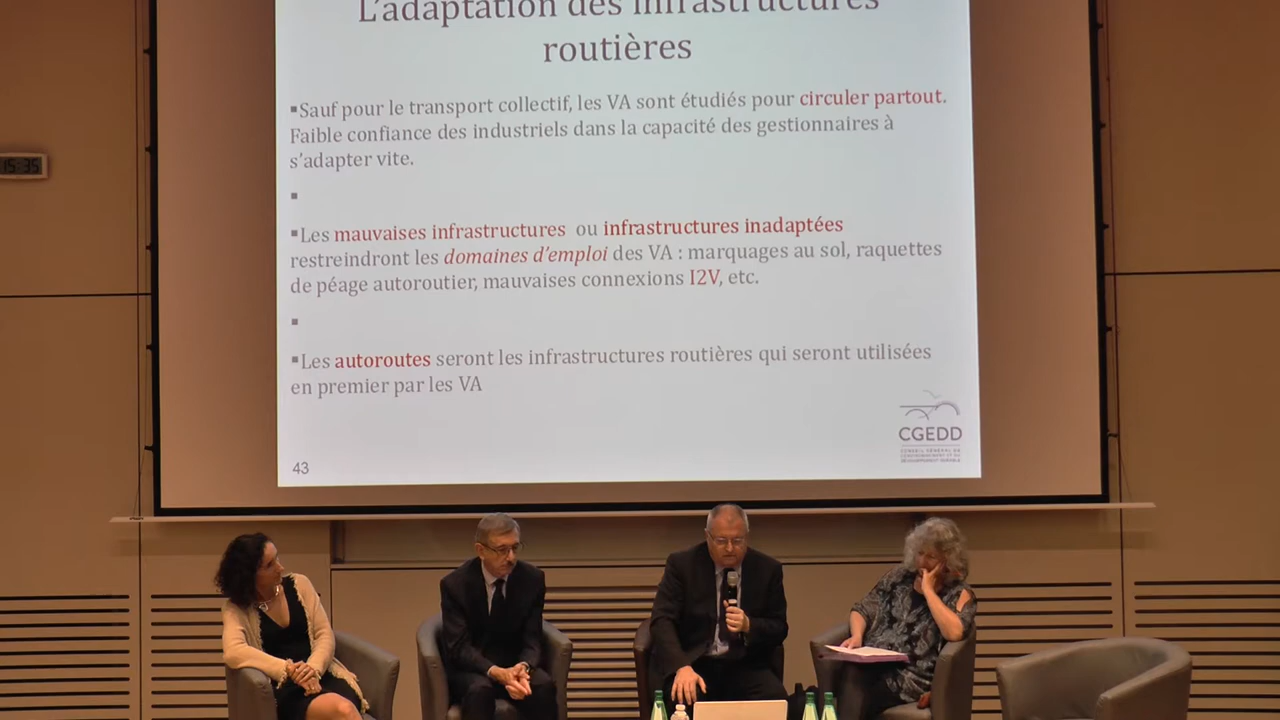 L'adaptation des infrastructures
routières
▪Sauf pour le transport collectif, les VA sont étudiés pour circuler partout.
Faible confiance des industriels dans la capacité des gestionnaires à
s'adapter vite.
▪
▪Les mauvaises infrastructures ou infrastructures inadaptées
restreindront les domaines d'emploi des VA : marquages au sol, raquettes
de péage autoroutier, mauvaises connexions I2V, etc.
▪
▪Les autoroutes seront les infrastructures routières qui seront utilisées
en premier par les VA
CGEDD
43
15:35